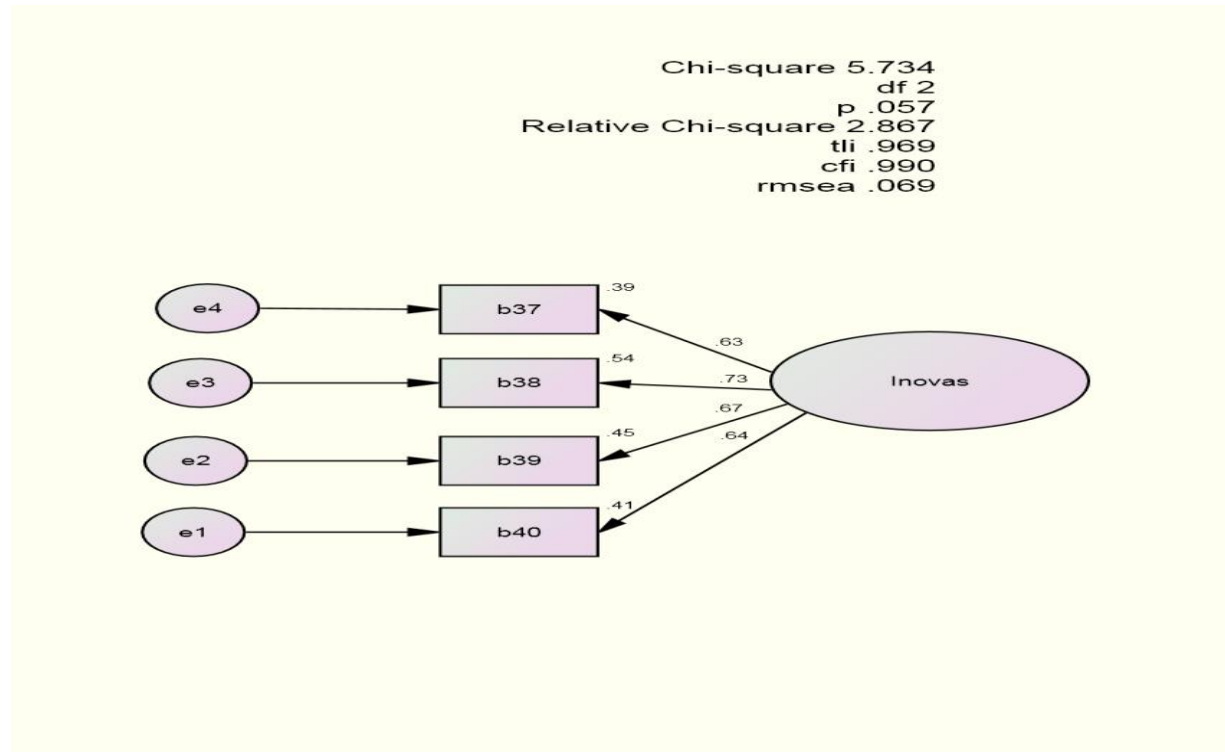 Chi-square 5.734
df 2
p .057
Relative Chi-square 2.867
tli .969
cfi .990
rmsea .069
e4 b37 .39
.63
e3 b38 .54
.73
Inovas
e2 b39 .45
.67
e1 b40 .41
.64